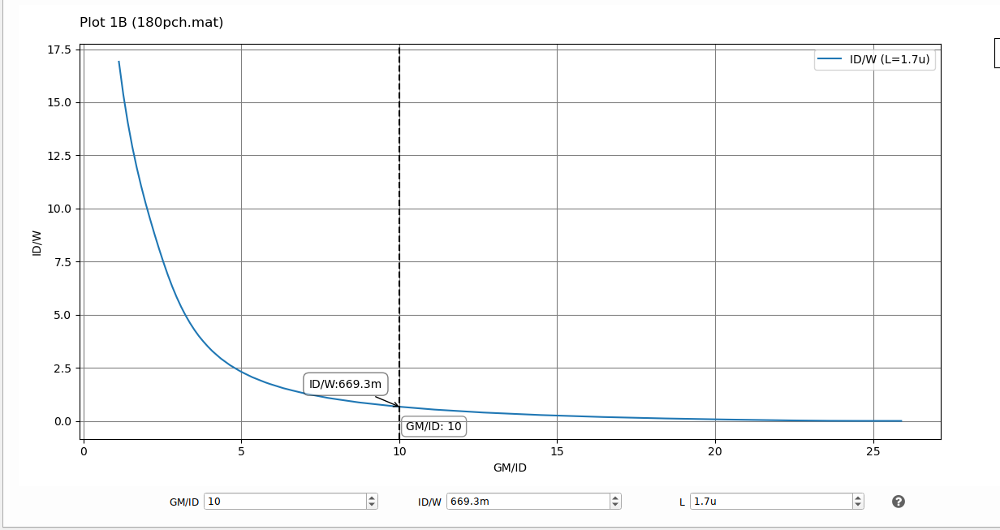 Plot 1B (180pch.mat)
17.5
15.0
12.5
10.0
7.5
5.0
2.5
0.0
ID/W
ID/W (L=1.7u)
ID/W:669.3m
GM/ID: 10
0 5 10 15 20 25
GM/ID
GM/ID 10 ID/W 669.3m L 1.7u ?